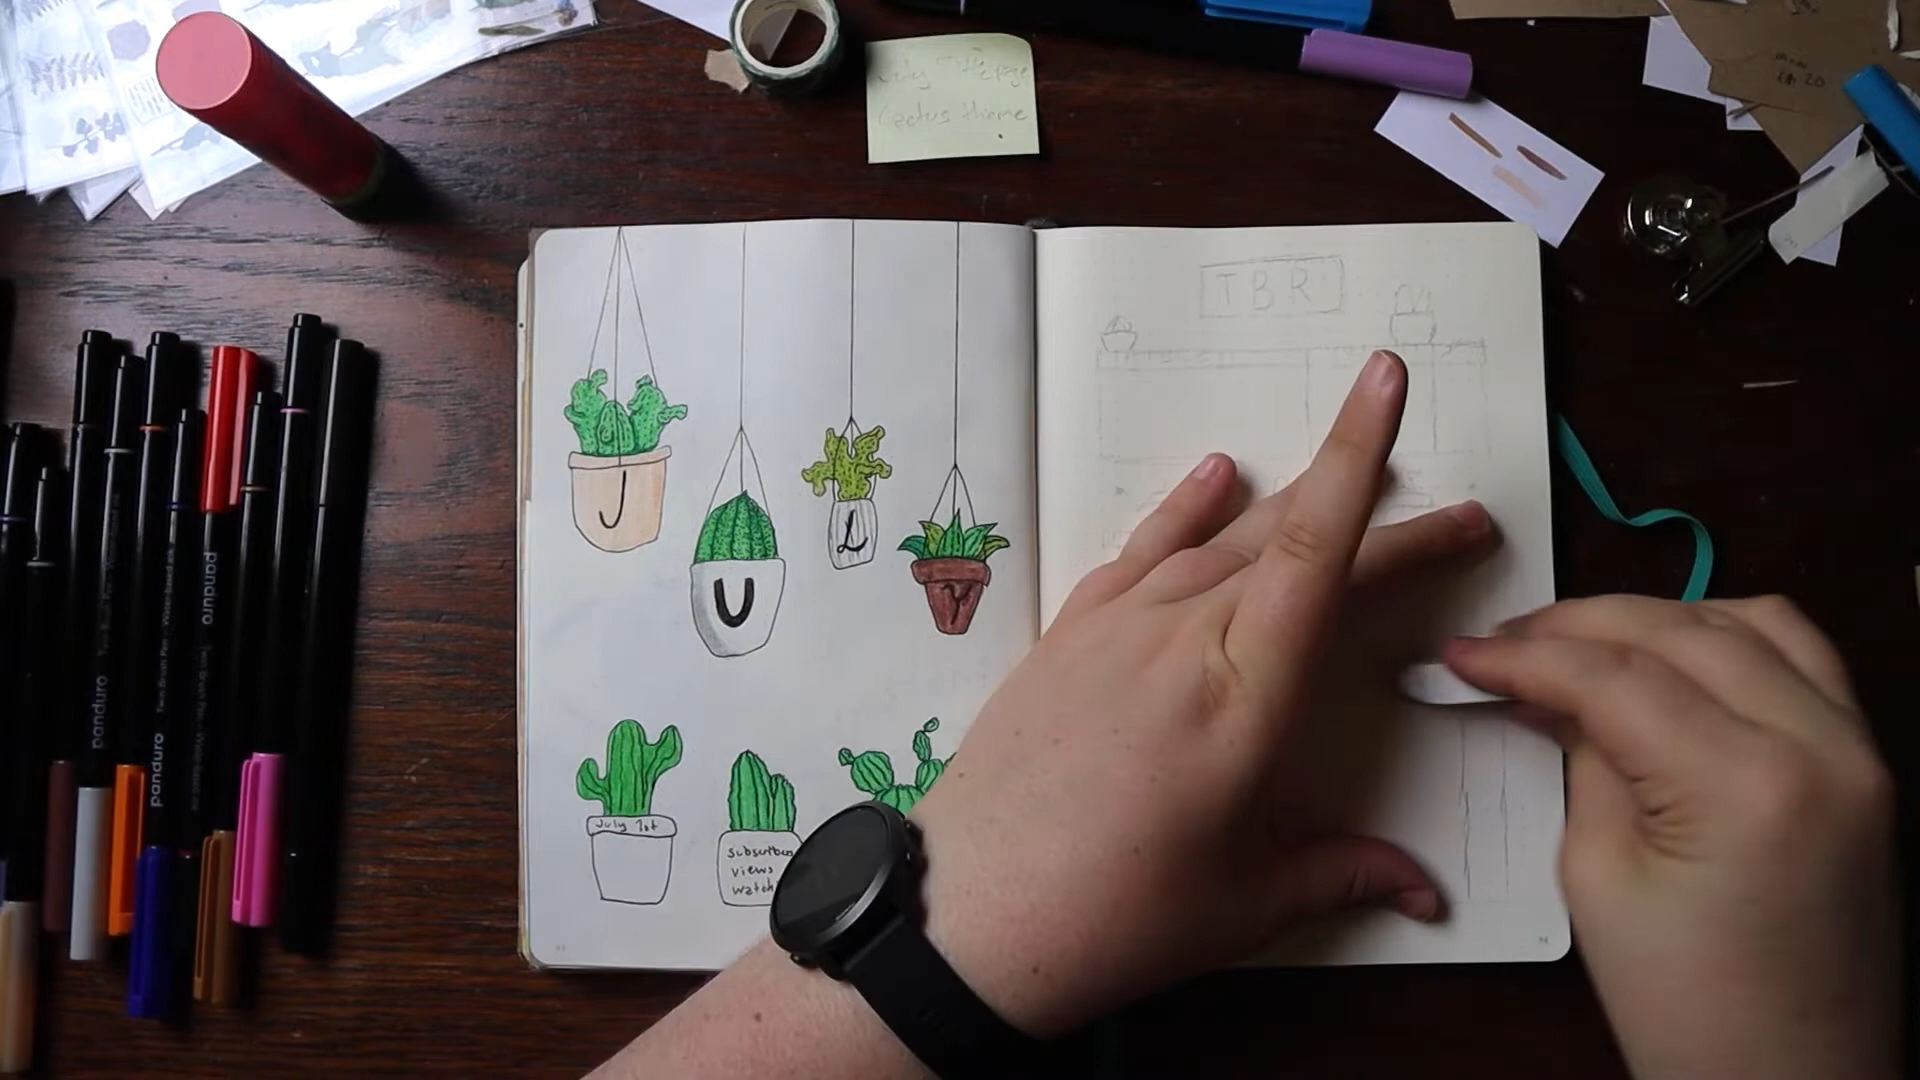 July Title page
Cactus theme
TBR
J
U
L
Y
July 1st
subscribers
views
watch
panduro
panduro
panduro